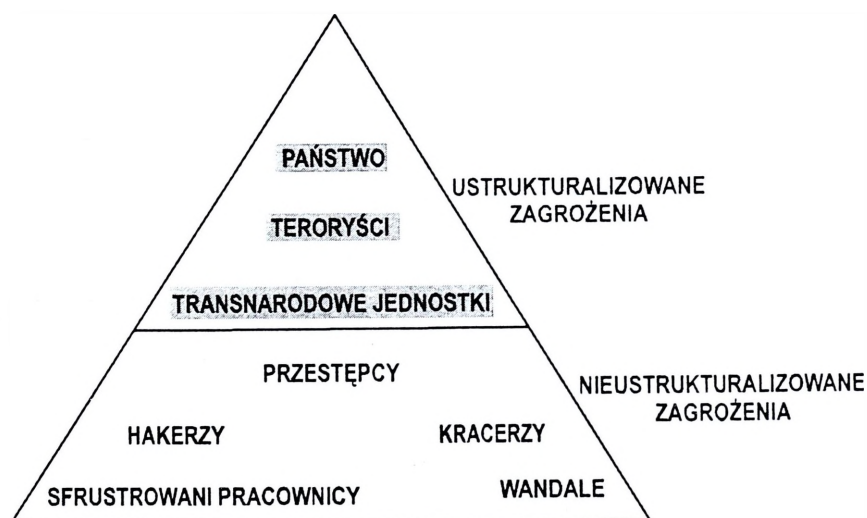 PAŃSTWO
USTRUKTURALIZOWANE
ZAGROŻENIA
TERORYŚCI
TRANSNARODOWE JEDNOSTKI
PRZESTĘPCY
NIEUSTRUKTURALIZOWANE
ZAGROŻENIA
HAKERZY
KRACERZY
SFRUSTROWANI PRACOWNICY
WANDALE